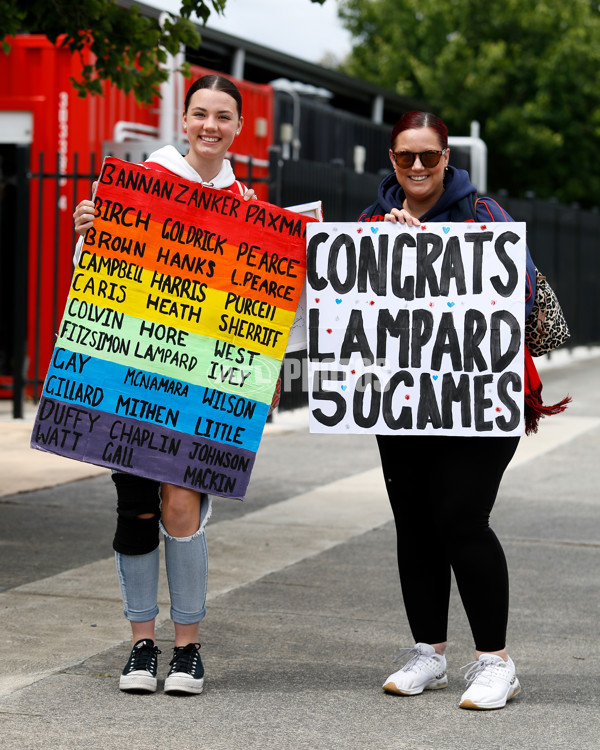 BANNAN ZANKER PAXMAN
BIRCH GOLDRICK PEARCE
BROWN HANKS L.PEARCE
CAMPBELL HARRIS PURCELL
CARIS HEATH SHERRIFF
COLVIN HORE WEST
FITZSIMON LAMPARD IVEY
GAY MCNAMARA WILSON
GILLARD MITHEN LITTLE
DUFFY CHAPLIN JOHNSON
WATT GALL MACKIN
CONGRATS
LAMPARD
50 GAMES